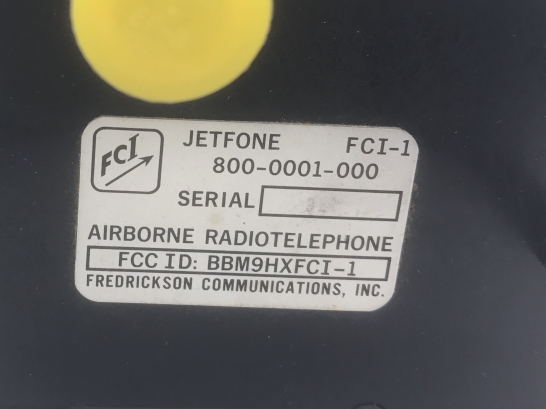 FCI
JETFONE FCI-1
800-0001-000
SERIAL
AIRBORNE RADIOTELEPHONE
FCC ID: BBM9HXFCI-1
FREDRICKSON COMMUNICATIONS, INC.